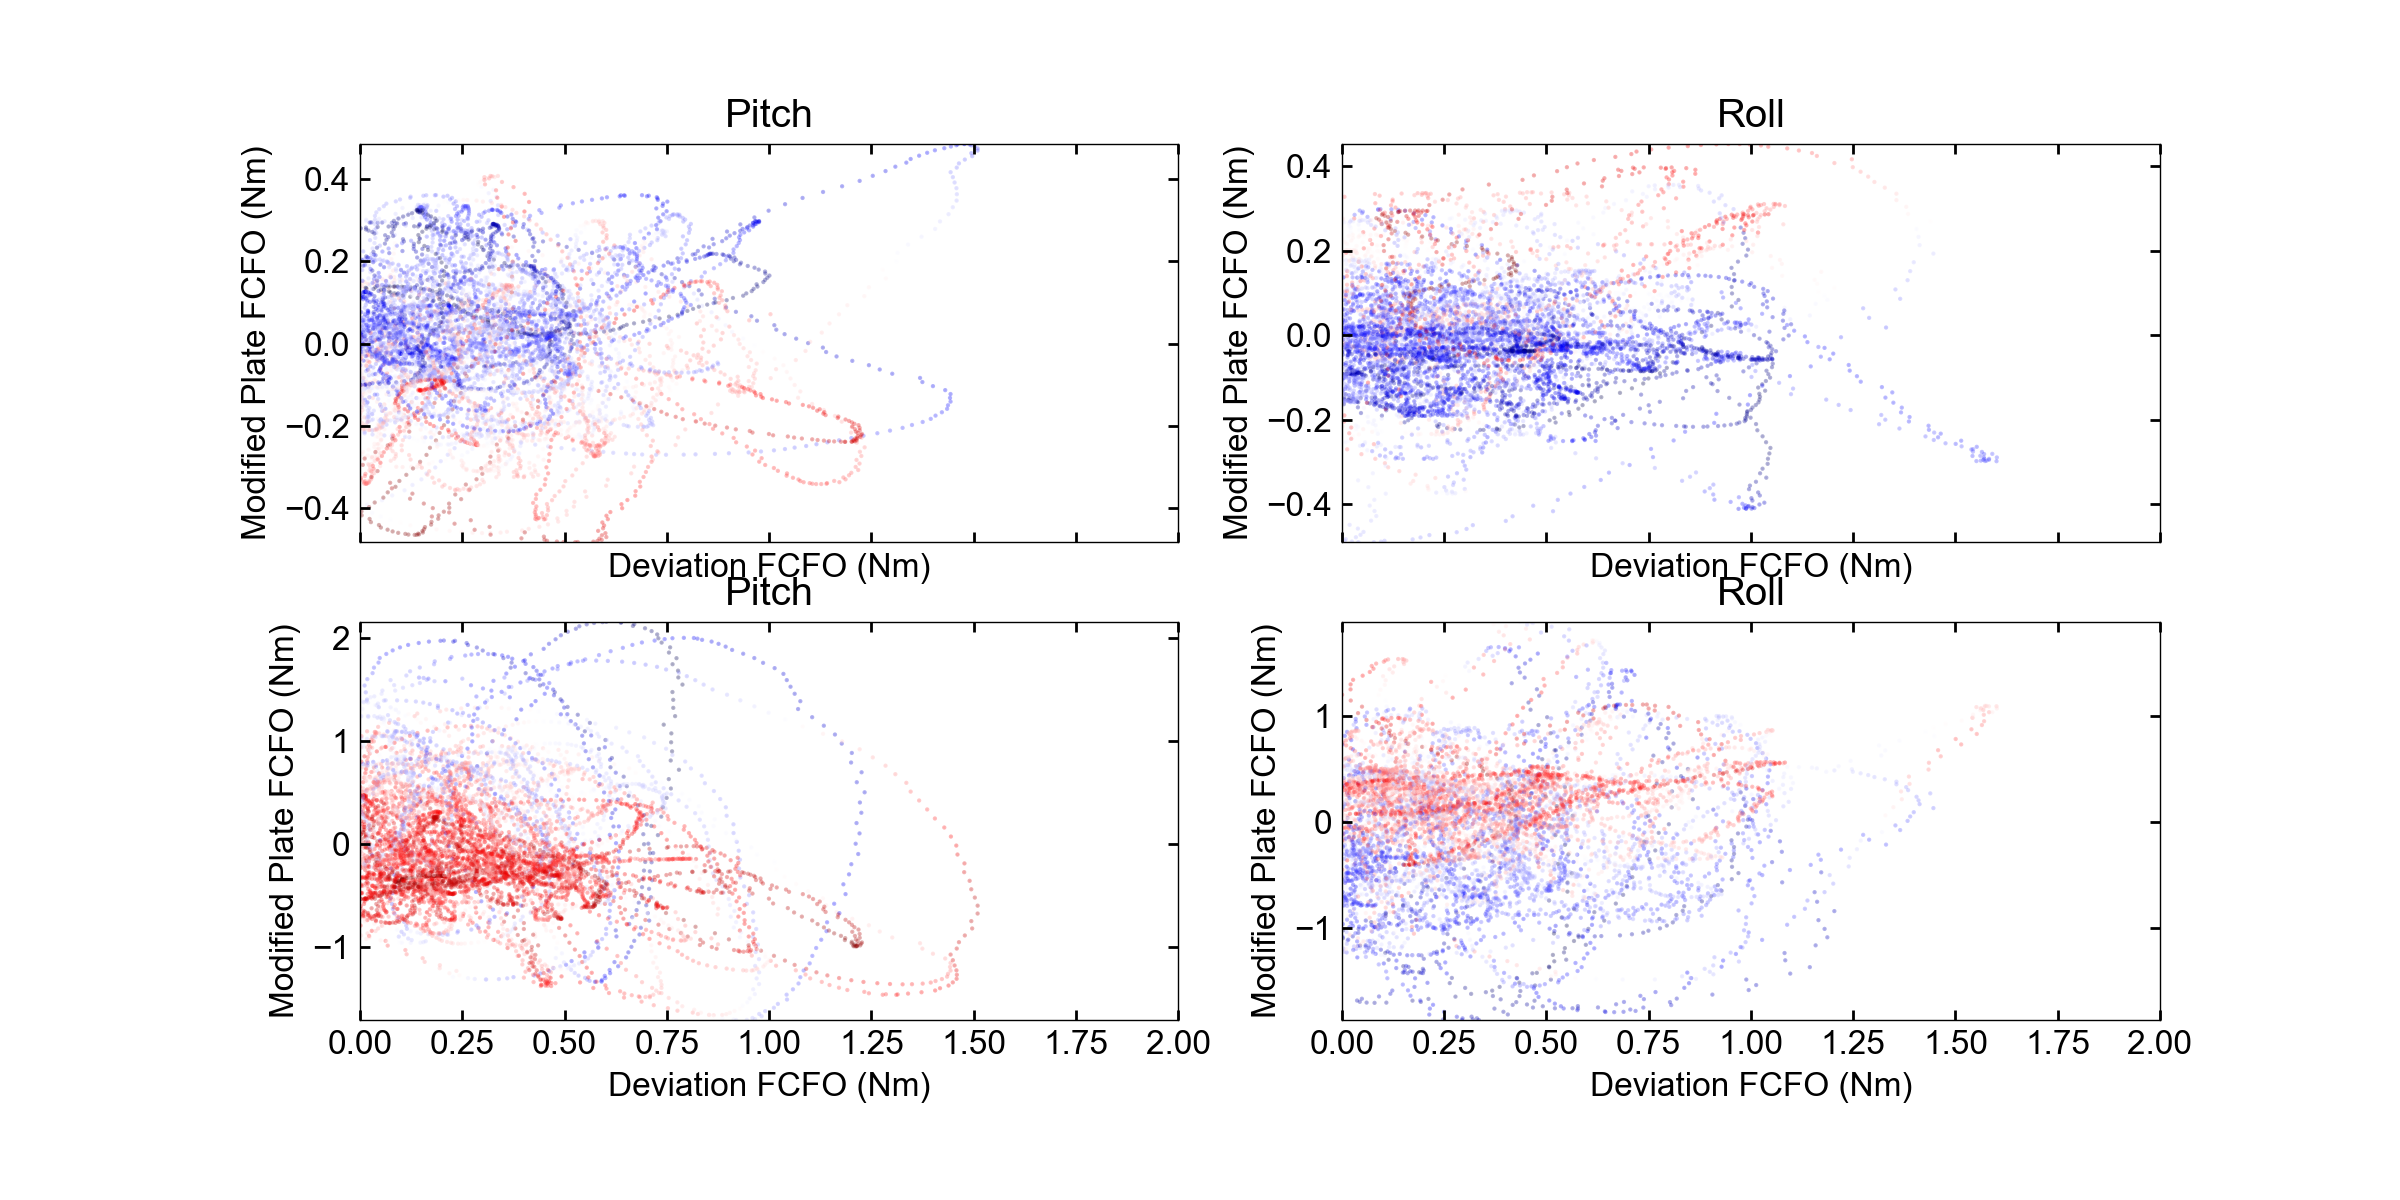 Pitch
Roll
Modified Plate FCFO (Nm)
0.4
0.2
0.0
−0.2
−0.4
Deviation FCFO (Nm)
Modified Plate FCFO (Nm)
0.4
0.2
0.0
−0.2
−0.4
Deviation FCFO (Nm)
Pitch
Roll
Modified Plate FCFO (Nm)
2
1
0
−1
0.00 0.25 0.50 0.75 1.00 1.25 1.50 1.75 2.00
Deviation FCFO (Nm)
Modified Plate FCFO (Nm)
1
0
−1
0.00 0.25 0.50 0.75 1.00 1.25 1.50 1.75 2.00
Deviation FCFO (Nm)